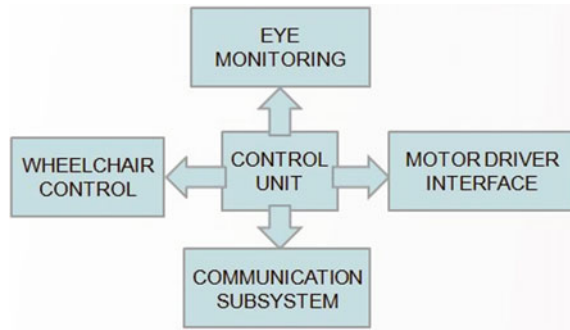 EYE
MONITORING
WHEELCHAIR
CONTROL
CONTROL
UNIT
MOTOR DRIVER
INTERFACE
COMMUNICATION
SUBSYSTEM